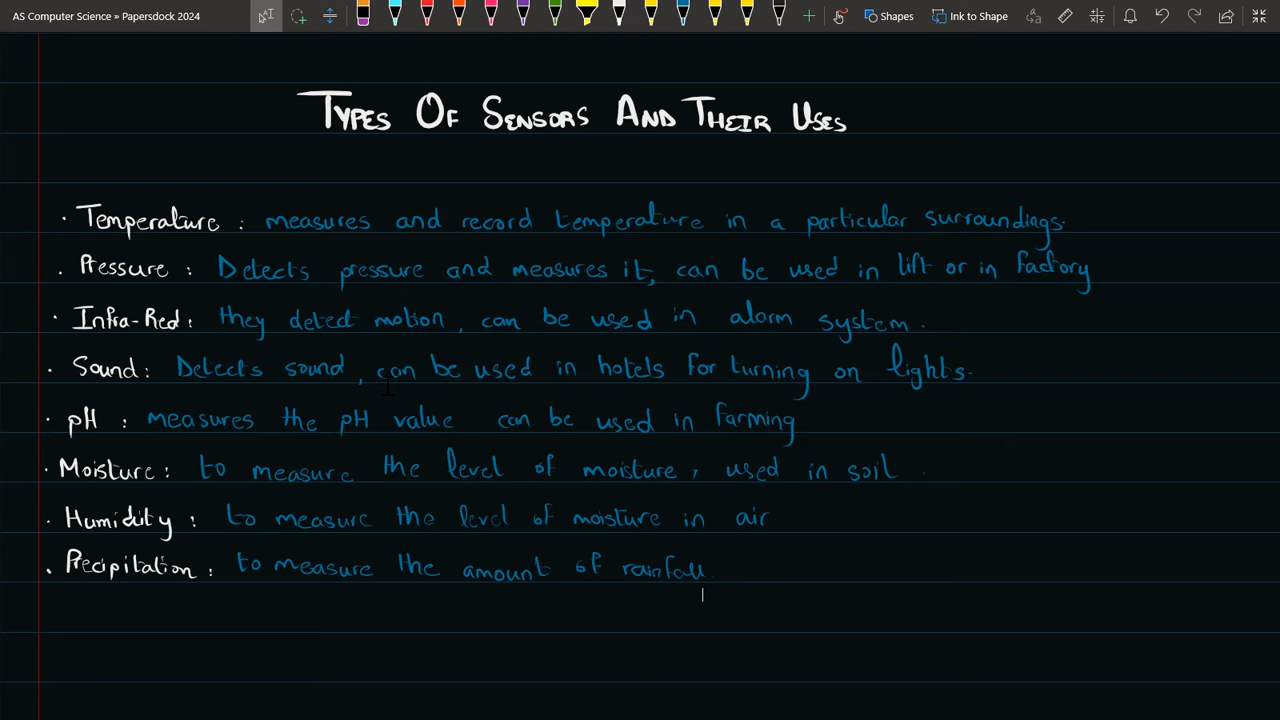 AS Computer Science » Papersdock 2024
Shapes
Ink to Shape
TYPES OF SENSORS AND THEIR USES
· Temperature : measures and record temperature in a particular surroundings.
. Pressure : Detects pressure and measures it, can be used in lift or in factory
· Infra-Red : they detect motion, can be used in alarm system.
· Sound : Detects sound, can be used in hotels for turning on lights.
· pH : measures the pH value can be used in farming
· Moisture : to measure the level of moisture, used in soil.
· Humidity : to measure the level of moisture in air
. Precipitation : to measure the amount of rainfall.